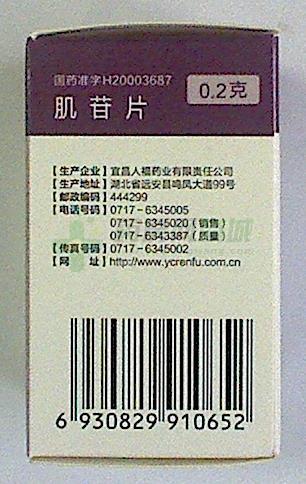 国药准字H20003687
肌苷片
0.2克
【生产企业】宜昌人福药业有限责任公司
【生产地址】湖北省远安县鸣凤大道99号
【邮政编码】444299
【电话号码】0717-6345005
0717-6345020（销售）
0717-6343387（质量）
【传真号码】0717-6345002
【网　　址】http://www.ycrenfu.com.cn
6 930829 910652